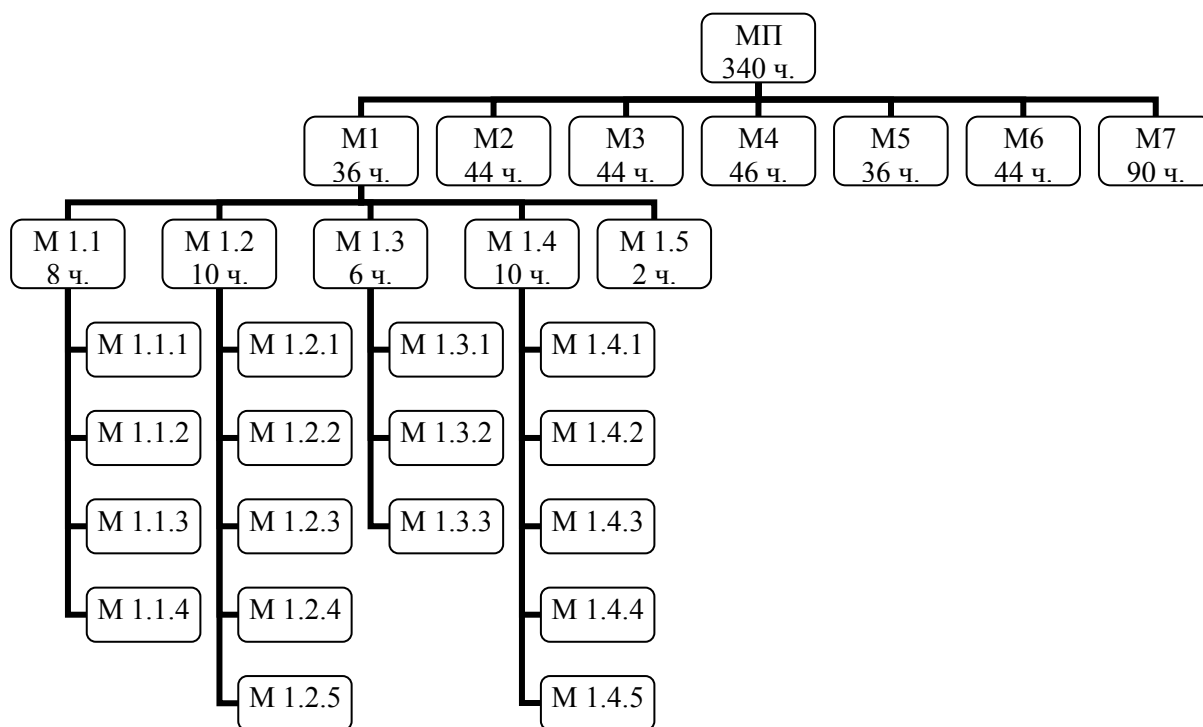 МП
340 ч.
М1
36 ч.
М2
44 ч.
М3
44 ч.
М4
46 ч.
М5
36 ч.
М6
44 ч.
М7
90 ч.
М 1.1
8 ч.
М 1.2
10 ч.
М 1.3
6 ч.
М 1.4
10 ч.
М 1.5
2 ч.
М 1.1.1
М 1.2.1
М 1.3.1
М 1.4.1
М 1.1.2
М 1.2.2
М 1.3.2
М 1.4.2
М 1.1.3
М 1.2.3
М 1.3.3
М 1.4.3
М 1.1.4
М 1.2.4
М 1.4.4
М 1.2.5
М 1.4.5